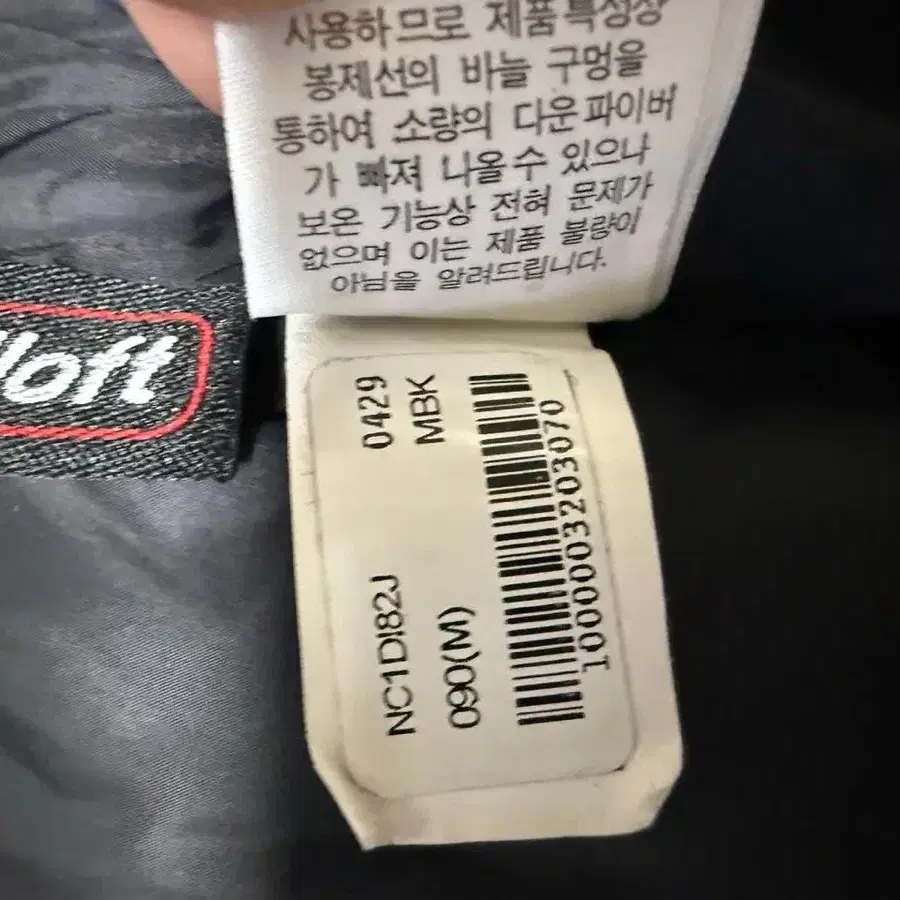 사용하므로 제품특성상
봉제선의 바늘 구멍을
통하여 소량의 다운파이버
가 빠져 나올 수 있으나
보온 기능상 전혀 문제가
없으며 이는 제품 불량이
아님을 알려드립니다.
loft
NC1DI82J 0429
090(M) MBK
1000003203070